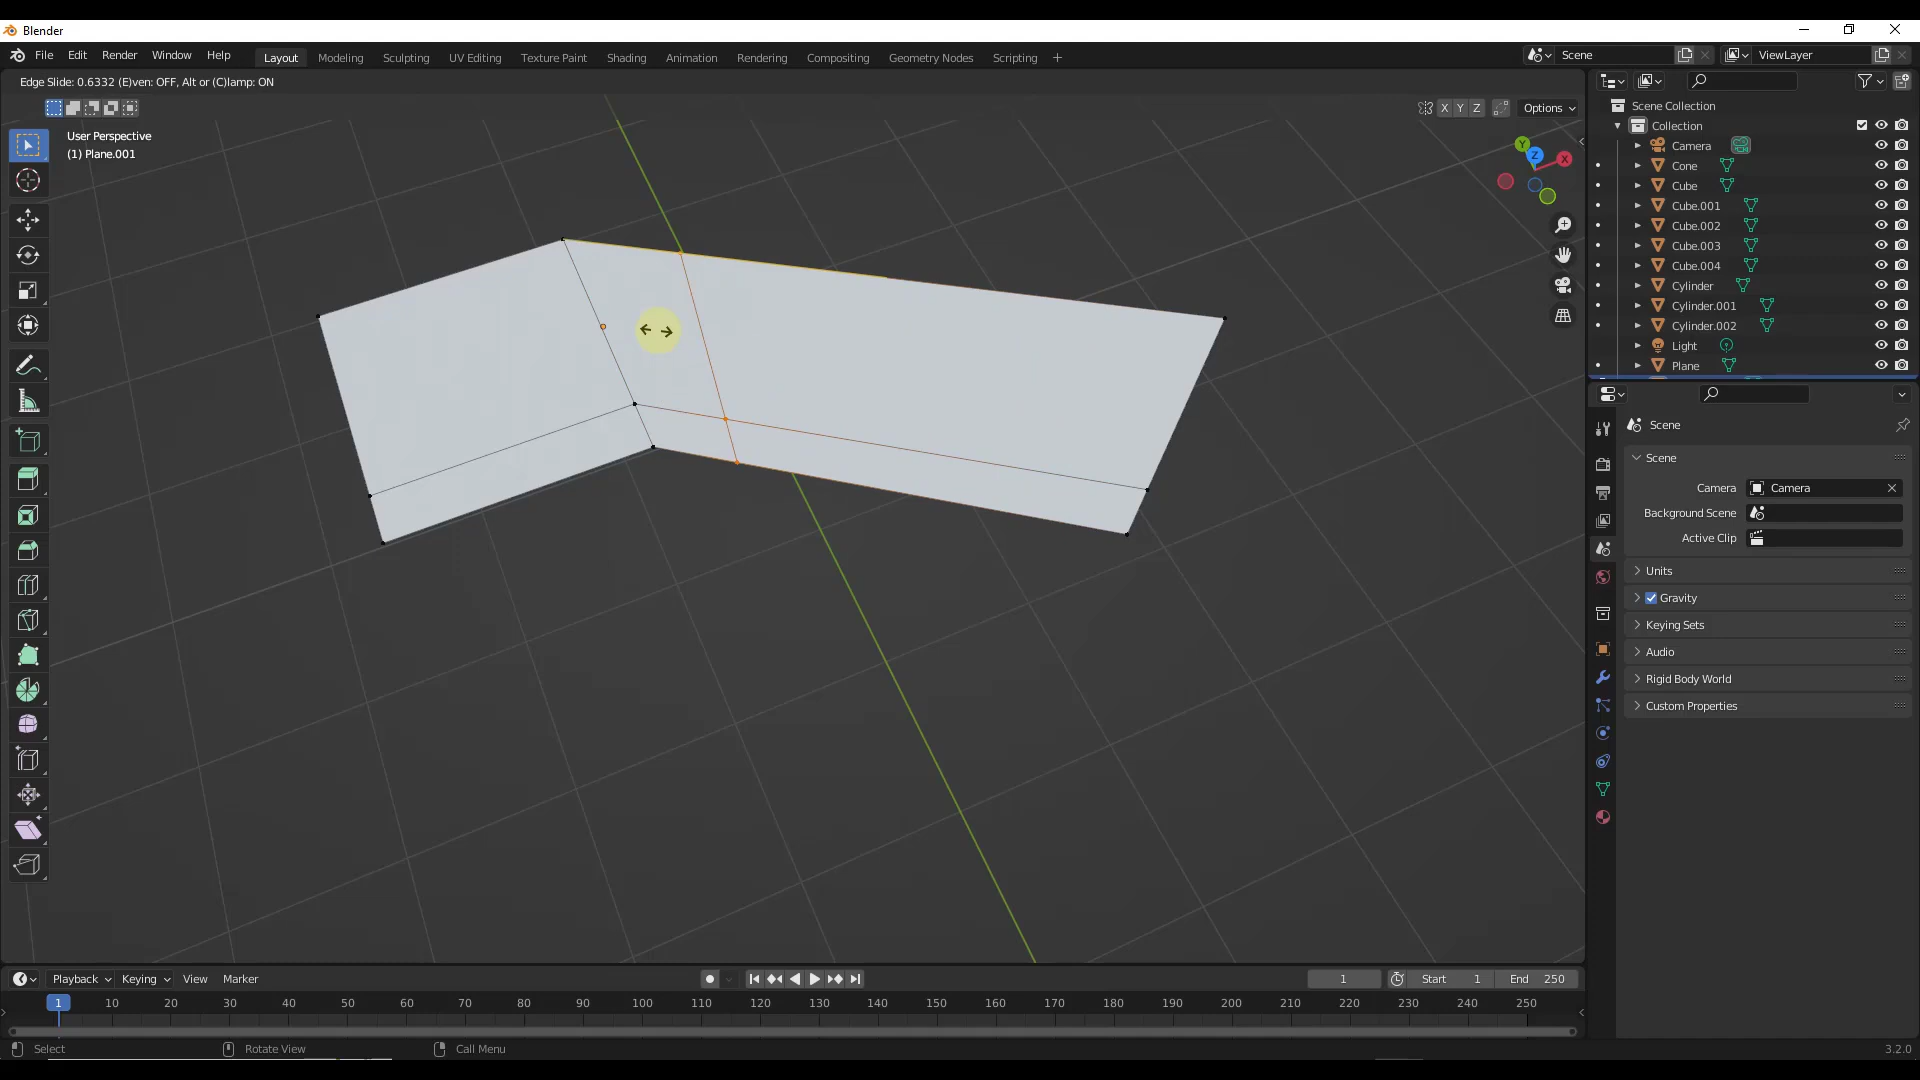 Blender
File Edit Render Window Help Layout Modeling Sculpting UV Editing Texture Paint Shading Animation Rendering Compositing Geometry Nodes Scripting + Scene ViewLayer
Edge Slide: 0.6332 (E)ven: OFF, Alt or (C)lamp: ON
X Y Z Options
User Perspective
(1) Plane.001
Y Z X
Scene Collection
Collection
Camera
Cone
Cube
Cube.001
Cube.002
Cube.003
Cube.004
Cylinder
Cylinder.001
Cylinder.002
Light
Plane
Scene
Scene
Camera Camera
Background Scene
Active Clip
Units
Gravity
Keying Sets
Audio
Rigid Body World
Custom Properties
Playback Keying View Marker 1 Start 1 End 250
1 10 20 30 40 50 60 70 80 90 100 110 120 130 140 150 160 170 180 190 200 210 220 230 240 250
Select Rotate View Call Menu 3.2.0